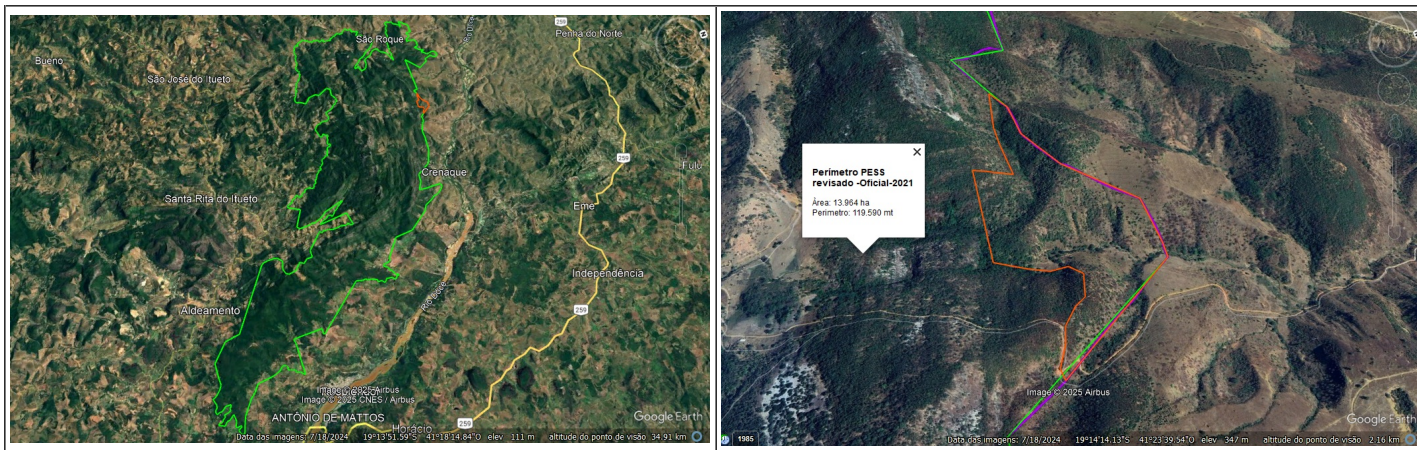 259
São Roque
Penha do Norte
Bueno
São José do Itueto
259
Crenaque
Santa Rita do Itueto
Eme
Independência
Rio Doce
259
Aldeamento
Image © 2025 Airbus
Image © 2025 CNES / Airbus
ANTÔNIO DE MATTOS
Horácio
259
Google Earth
Data das imagens: 7/18/2024 19°13'51.59"S 41°18'14.84"O elev 111 m altitude do ponto de visão 34.91 km
Perímetro PESS
revisado -Oficial-2021
Área: 13.964 ha
Perímetro: 119.590 mt
Image © 2025 Airbus
Google Earth
1985
Data das imagens: 7/18/2024 19°14'14.13"S 41°23'39.54"O elev 347 m altitude do ponto de visão 2.16 km